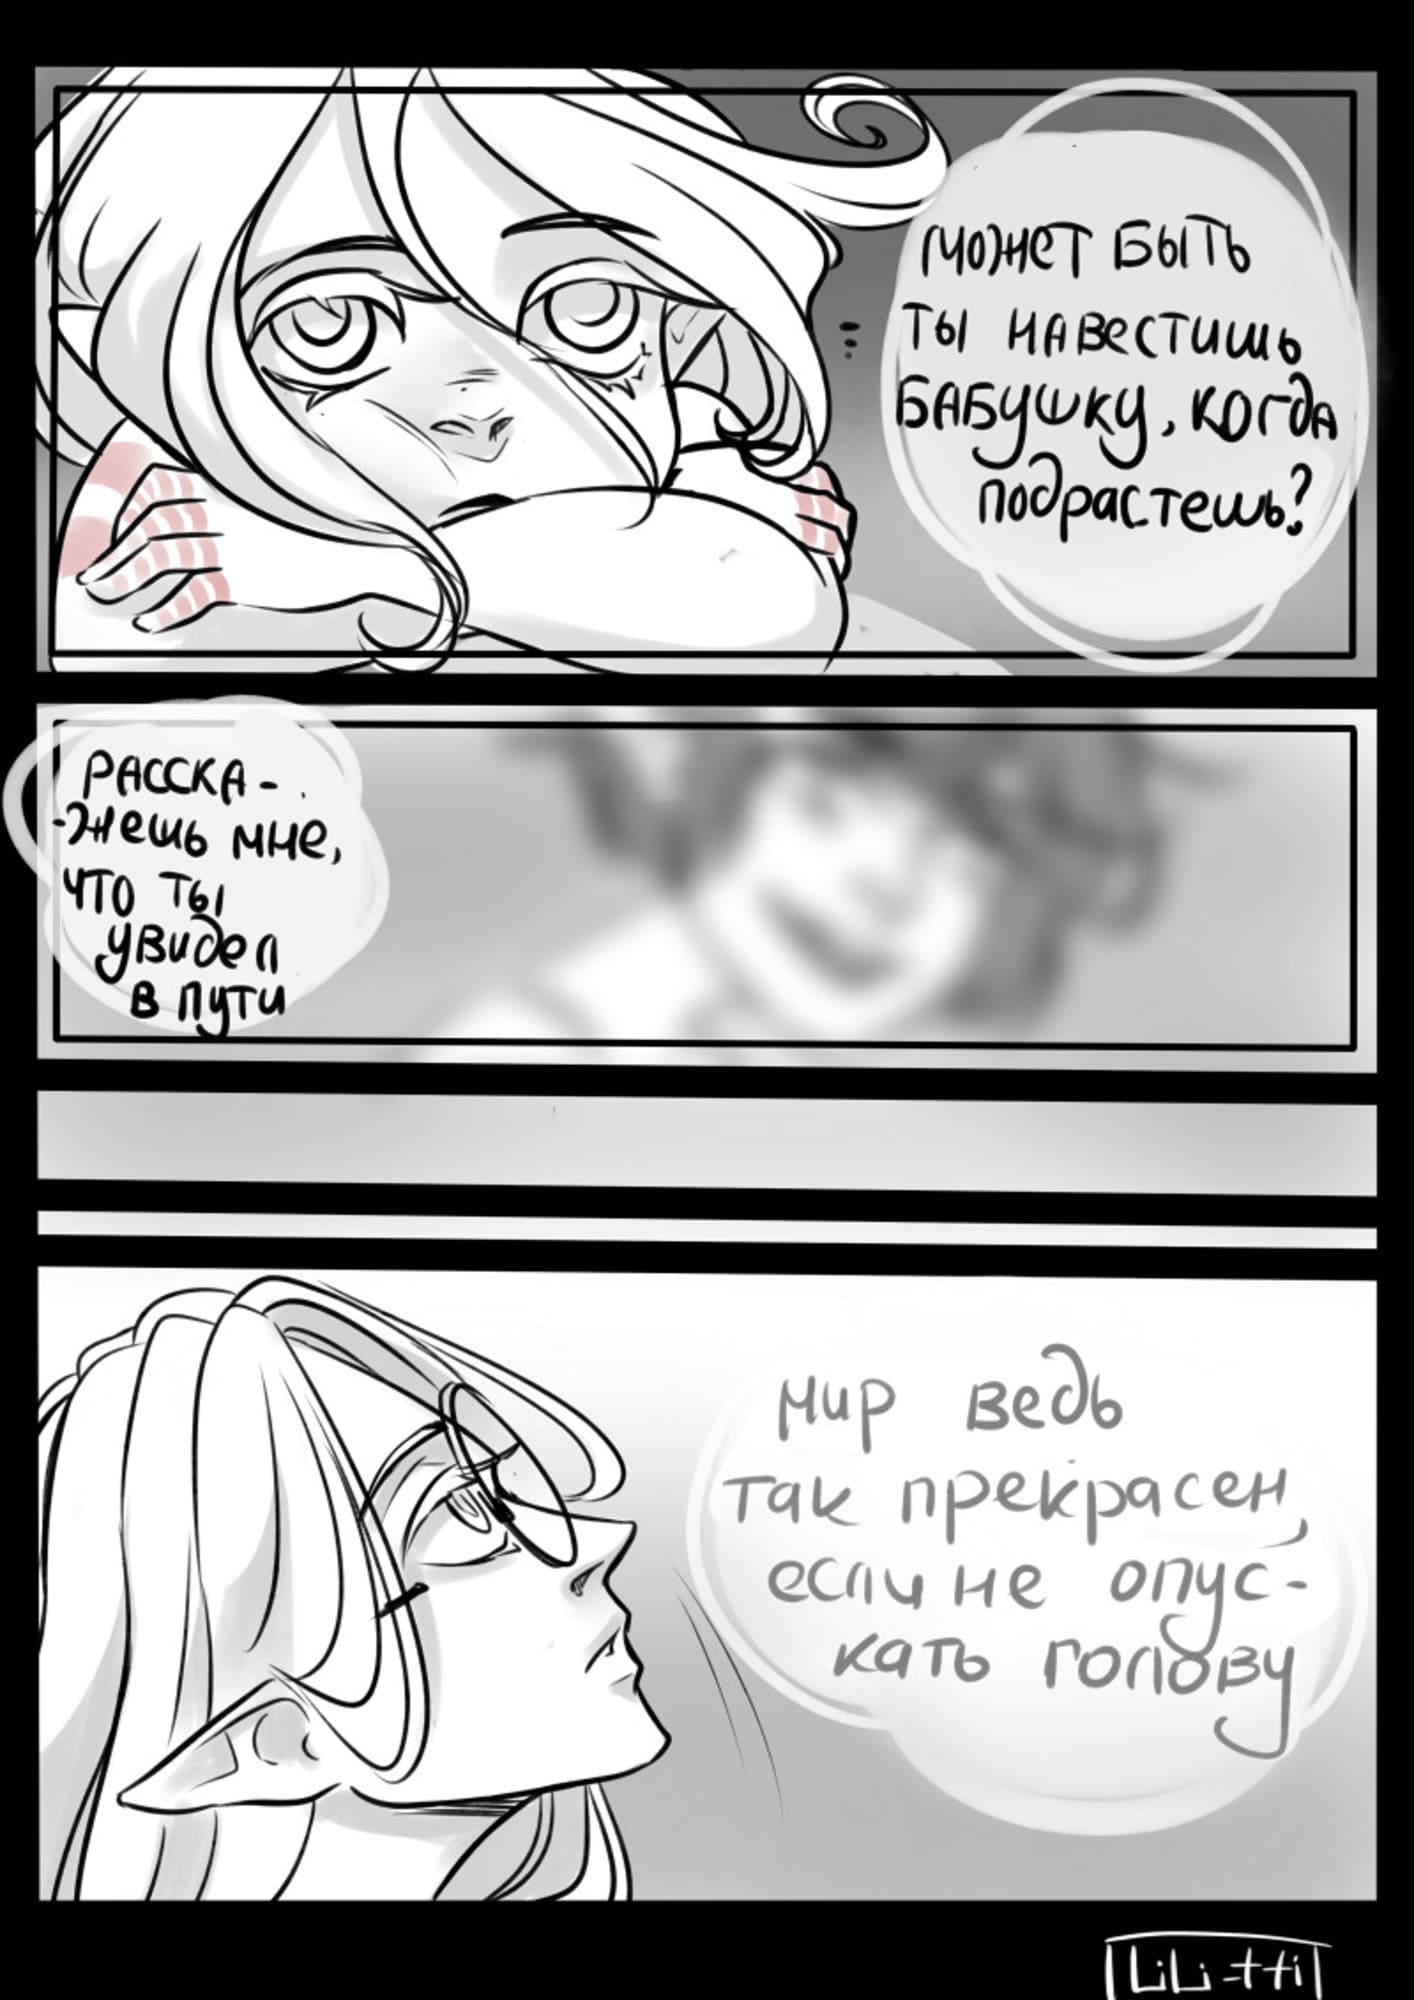 может быть
ты навестишь
бабушку, когда
подрастешь?
Расска-
-жешь мне,
что ты
увидел
в пути
мир ведь
так прекрасен,
если не опус-
кать голову
LiLi-tti